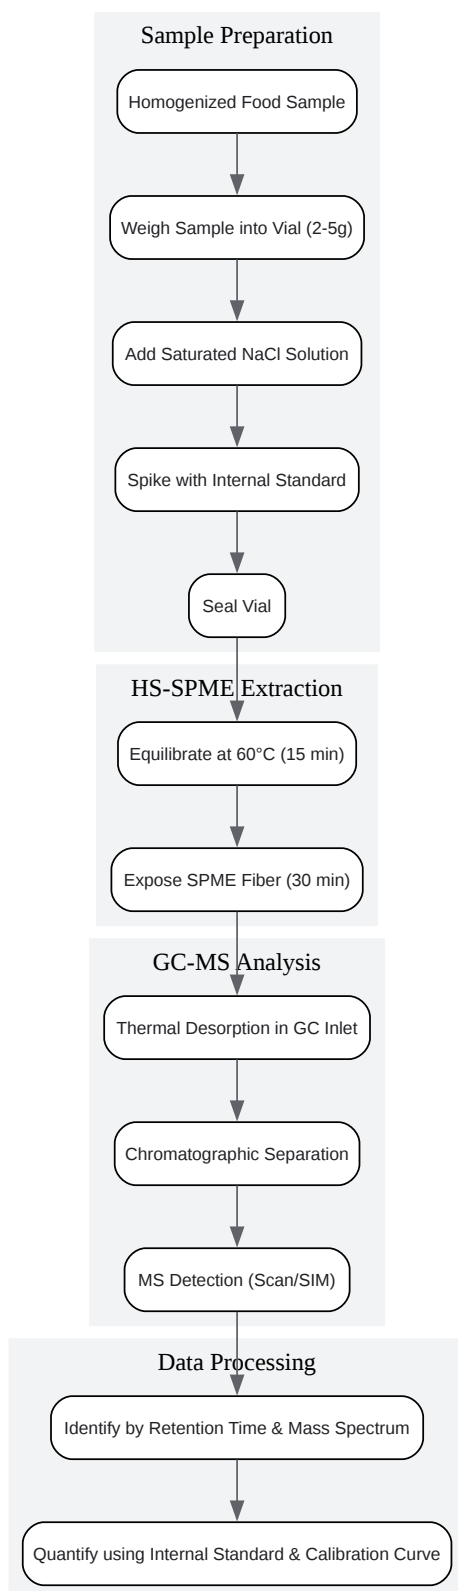 Sample Preparation
Homogenized Food Sample
Weigh Sample into Vial (2-5g)
Add Saturated NaCl Solution
Spike with Internal Standard
Seal Vial
HS-SPME Extraction
Equilibrate at 60°C (15 min)
Expose SPME Fiber (30 min)
GC-MS Analysis
Thermal Desorption in GC Inlet
Chromatographic Separation
MS Detection (Scan/SIM)
Data Processing
Identify by Retention Time & Mass Spectrum
Quantify using Internal Standard & Calibration Curve